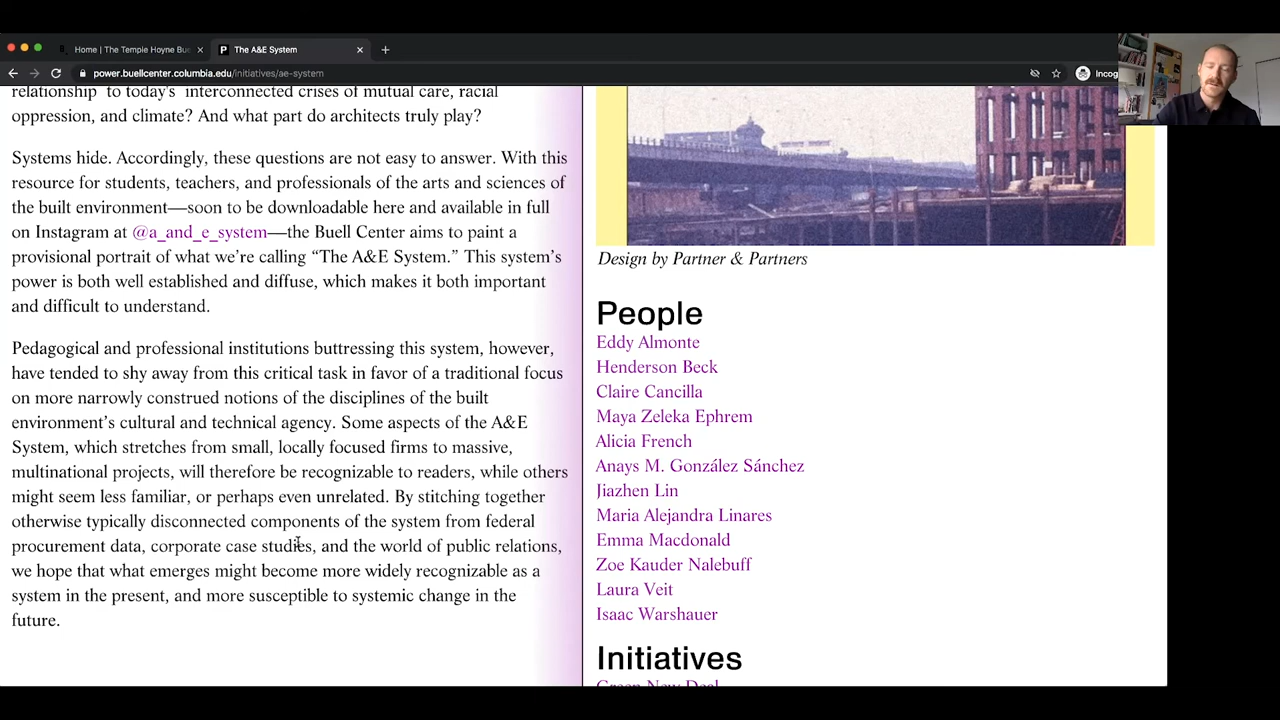 Home | The Temple Hoyne Bue
The A&E System
power.buellcenter.columbia.edu/initiatives/ae-system
Incog
relationship to today's interconnected crises of mutual care, racial
oppression, and climate? And what part do architects truly play?
Systems hide. Accordingly, these questions are not easy to answer. With this
resource for students, teachers, and professionals of the arts and sciences of
the built environment—soon to be downloadable here and available in full
on Instagram at @a_and_e_system—the Buell Center aims to paint a
provisional portrait of what we're calling “The A&E System.” This system's
power is both well established and diffuse, which makes it both important
and difficult to understand.
Pedagogical and professional institutions buttressing this system, however,
have tended to shy away from this critical task in favor of a traditional focus
on more narrowly construed notions of the disciplines of the built
environment's cultural and technical agency. Some aspects of the A&E
System, which stretches from small, locally focused firms to massive,
multinational projects, will therefore be recognizable to readers, while others
might seem less familiar, or perhaps even unrelated. By stitching together
otherwise typically disconnected components of the system from federal
procurement data, corporate case studies, and the world of public relations,
we hope that what emerges might become more widely recognizable as a
system in the present, and more susceptible to systemic change in the
future.
Design by Partner & Partners
People
Eddy Almonte
Henderson Beck
Claire Cancilla
Maya Zeleka Ephrem
Alicia French
Anays M. González Sánchez
Jiazhen Lin
Maria Alejandra Linares
Emma Macdonald
Zoe Kauder Nalebuff
Laura Veit
Isaac Warshauer
Initiatives
Green New Deal